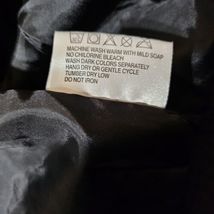 MACHINE WASH WARM WITH MILD SOAP
NO CHLORINE BLEACH
WASH DARK COLORS SEPARATELY
HANG DRY OR GENTLE CYCLE
TUMBER DRY LOW
DO NOT IRON